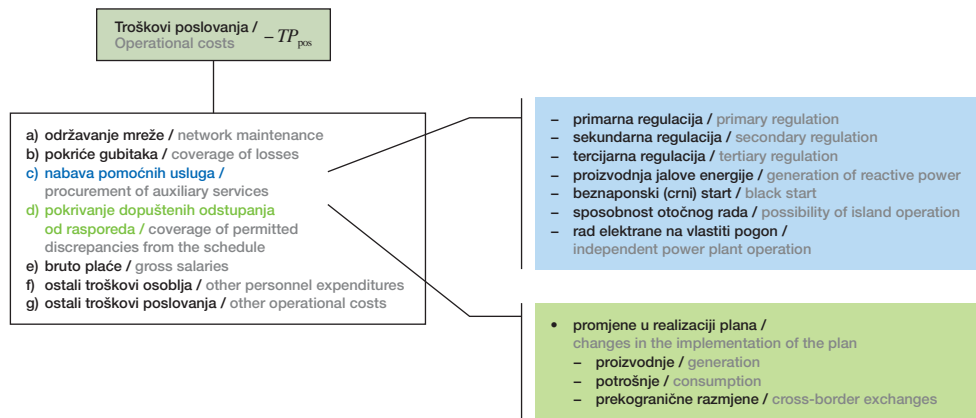 Troškovi poslovanja /
Operational costs
– TPpos
a) održavanje mreže / network maintenance
b) pokriće gubitaka / coverage of losses
c) nabava pomoćnih usluga /
procurement of auxiliary services
d) pokrivanje dopuštenih odstupanja
od rasporeda / coverage of permitted
discrepancies from the schedule
e) bruto plaće / gross salaries
f) ostali troškovi osoblja / other personnel expenditures
g) ostali troškovi poslovanja / other operational costs
– primarna regulacija / primary regulation
– sekundarna regulacija / secondary regulation
– tercijarna regulacija / tertiary regulation
– proizvodnja jalove energije / generation of reactive power
– beznaponski (crni) start / black start
– sposobnost otočnog rada / possibility of island operation
– rad elektrane na vlastiti pogon /
independent power plant operation
• promjene u realizaciji plana /
changes in the implementation of the plan
– proizvodnje / generation
– potrošnje / consumption
– prekogranične razmjene / cross-border exchanges